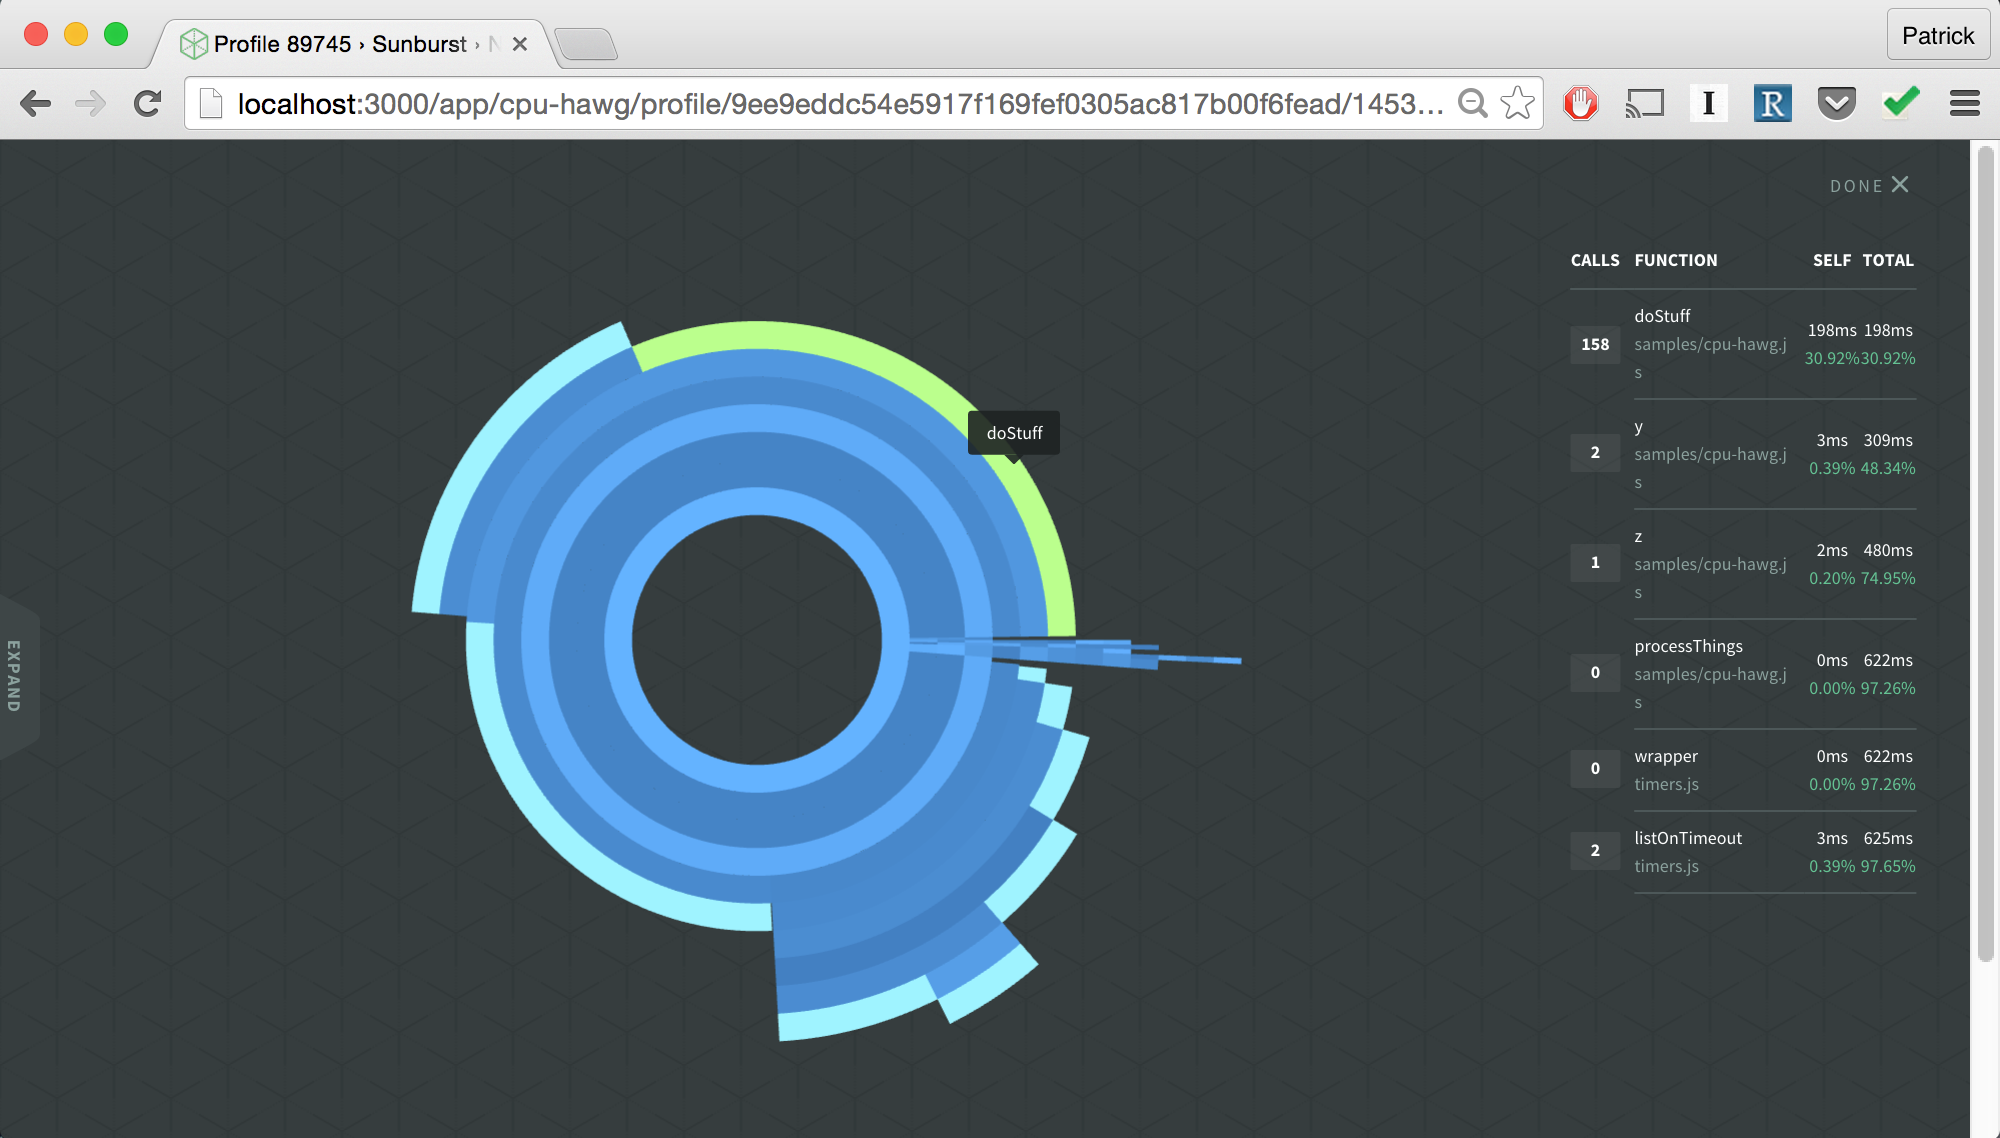 Profile 89745 › Sunburst ›
Patrick
localhost:3000/app/cpu-hawg/profile/9ee9eddc54e5917f169fef0305ac817b00f6fead/1453...
I
R
DONE
CALLS FUNCTION SELF TOTAL
doStuff
158 198ms 198ms
samples/cpu-hawg.j
s
30.92% 30.92%
y
2 3ms 309ms
samples/cpu-hawg.j
s
0.39% 48.34%
z
1 2ms 480ms
samples/cpu-hawg.j
s
0.20% 74.95%
processThings
0 0ms 622ms
samples/cpu-hawg.j
s
0.00% 97.26%
wrapper
0 0ms 622ms
timers.js
0.00% 97.26%
listOnTimeout
2 3ms 625ms
timers.js
0.39% 97.65%
doStuff
EXPAND